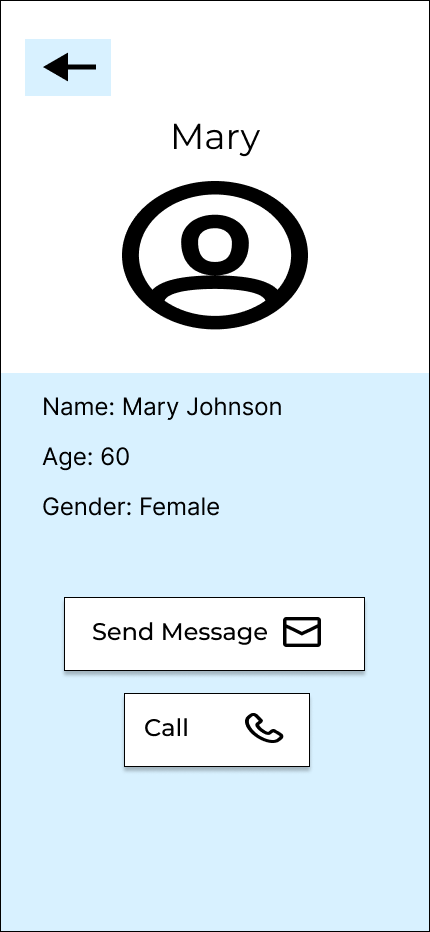 Mary
Name: Mary Johnson
Age: 60
Gender: Female
Send Message
Call